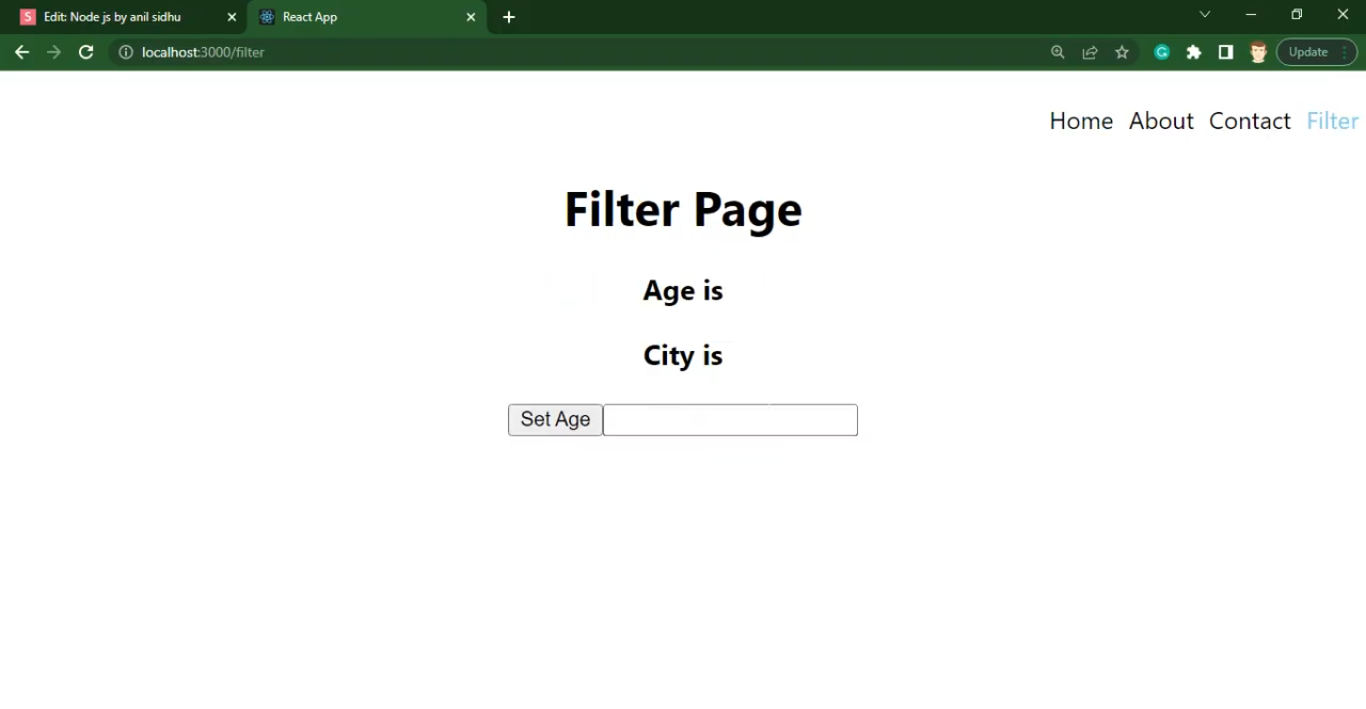 Edit: Node js by anil sidhu
React App
localhost:3000/filter
Update
Home About Contact Filter
Filter Page
Age is
City is
Set Age